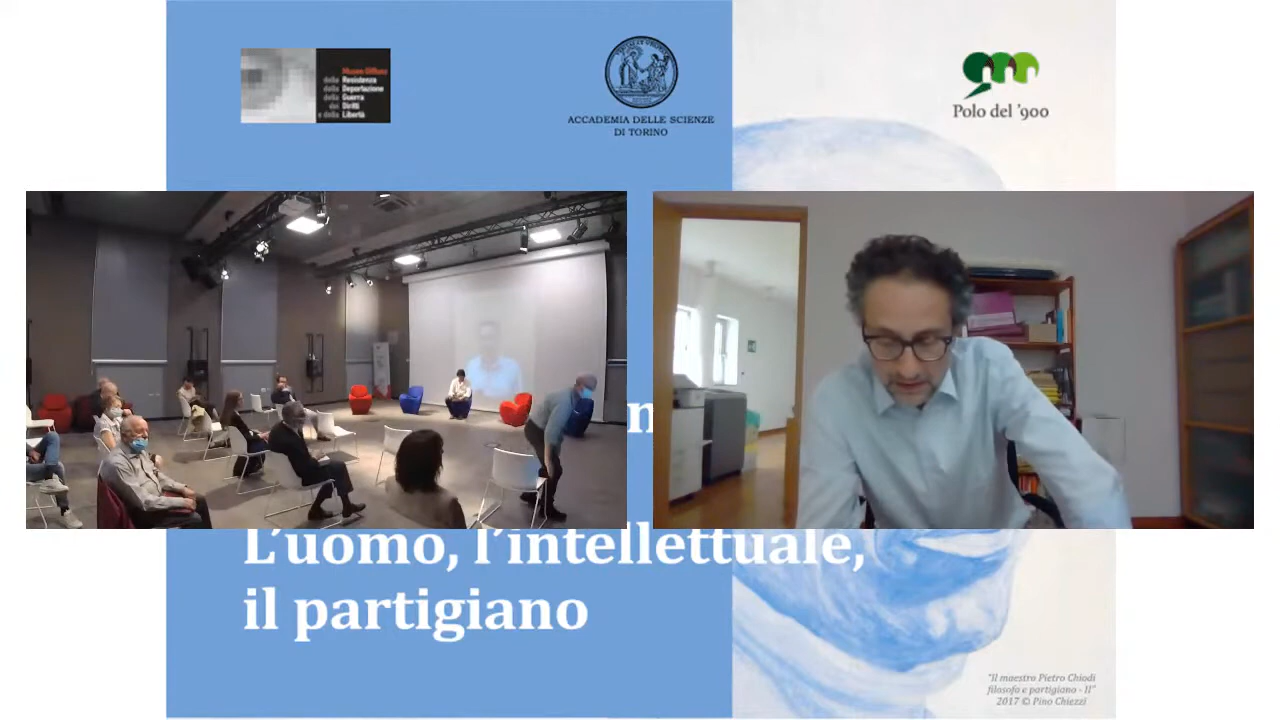 Museo Diffuso
della Resistenza
della Deportazione
della Guerra
dei Diritti
e della Libertà
ACCADEMIA DELLE SCIENZE
DI TORINO
Polo del '900
n
L'uomo, l'intellettuale,
il partigiano
"Il maestro Pietro Chiodi
filosofo e partigiano - II"
2017 © Pino Chiezzi